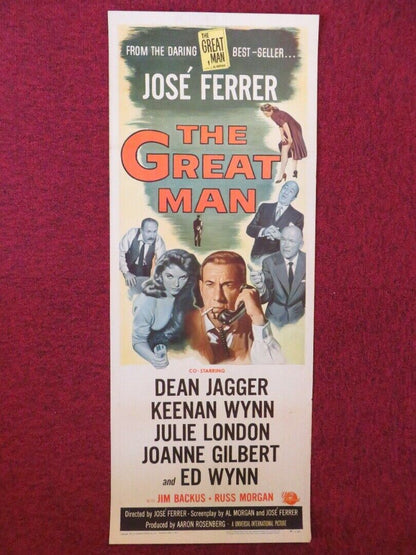 FROM THE DARING THE GREAT MAN BEST-SELLER...
JOSÉ FERRER
THE
GREAT
MAN
CO-STARRING
DEAN JAGGER
KEENAN WYNN
JULIE LONDON
JOANNE GILBERT
and ED WYNN
WITH JIM BACKUS • RUSS MORGAN
Directed by JOSÉ FERRER • Screenplay by AL MORGAN and JOSÉ FERRER
Produced by AARON ROSENBERG • A UNIVERSAL-INTERNATIONAL PICTURE